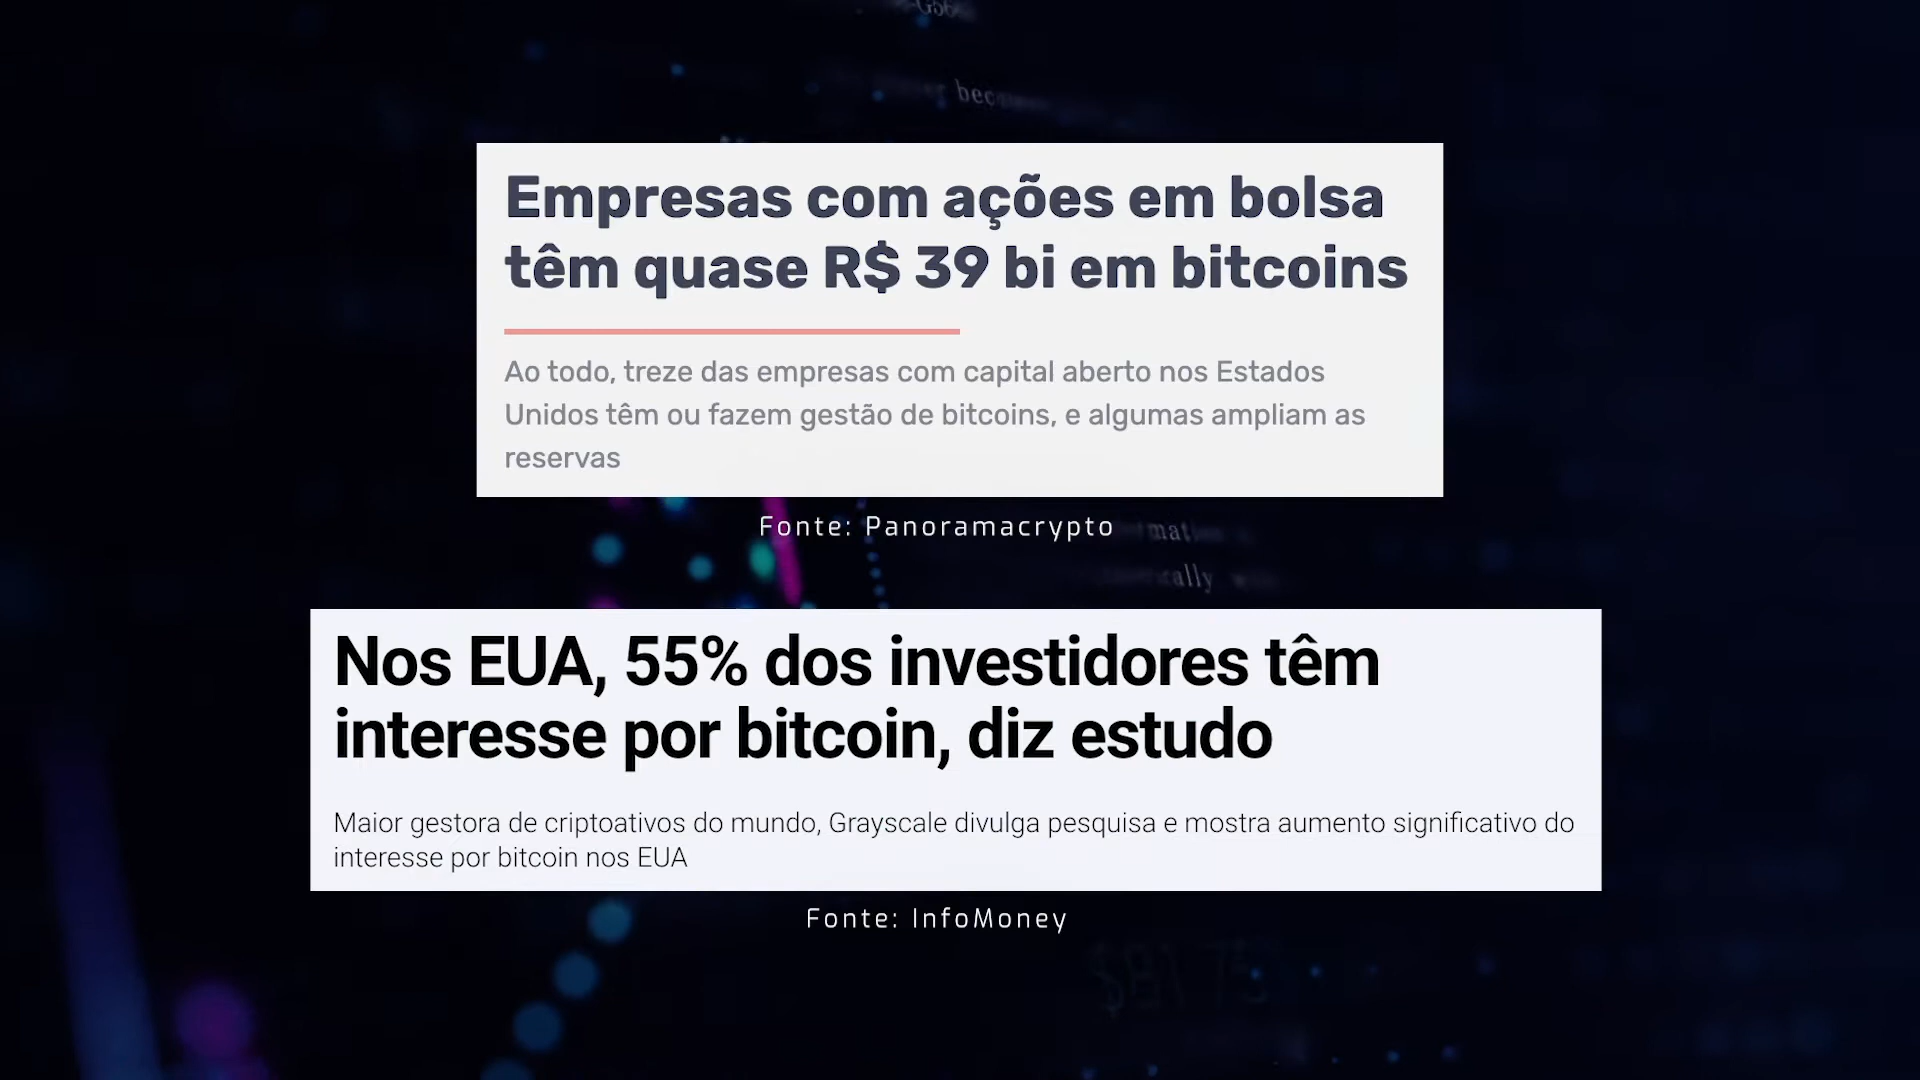 Empresas com ações em bolsa
têm quase R$ 39 bi em bitcoins
Ao todo, treze das empresas com capital aberto nos Estados
Unidos têm ou fazem gestão de bitcoins, e algumas ampliam as
reservas
Fonte: Panoramacrypto
Nos EUA, 55% dos investidores têm
interesse por bitcoin, diz estudo
Maior gestora de criptoativos do mundo, Grayscale divulga pesquisa e mostra aumento significativo do
interesse por bitcoin nos EUA
Fonte: InfoMoney